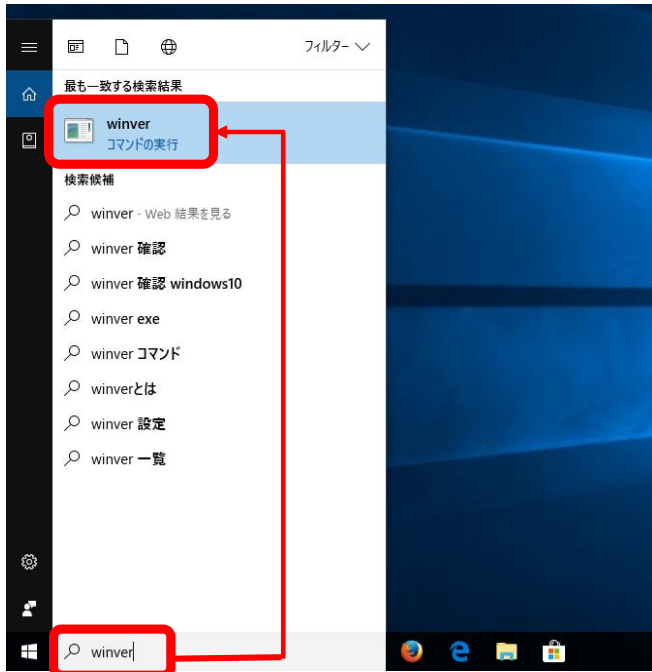 フィルター
最も一致する検索結果
winver
コマンドの実行
検索候補
winver - Web 結果を見る
winver 確認
winver 確認 windows10
winver exe
winver コマンド
winverとは
winver 設定
winver 一覧
winver